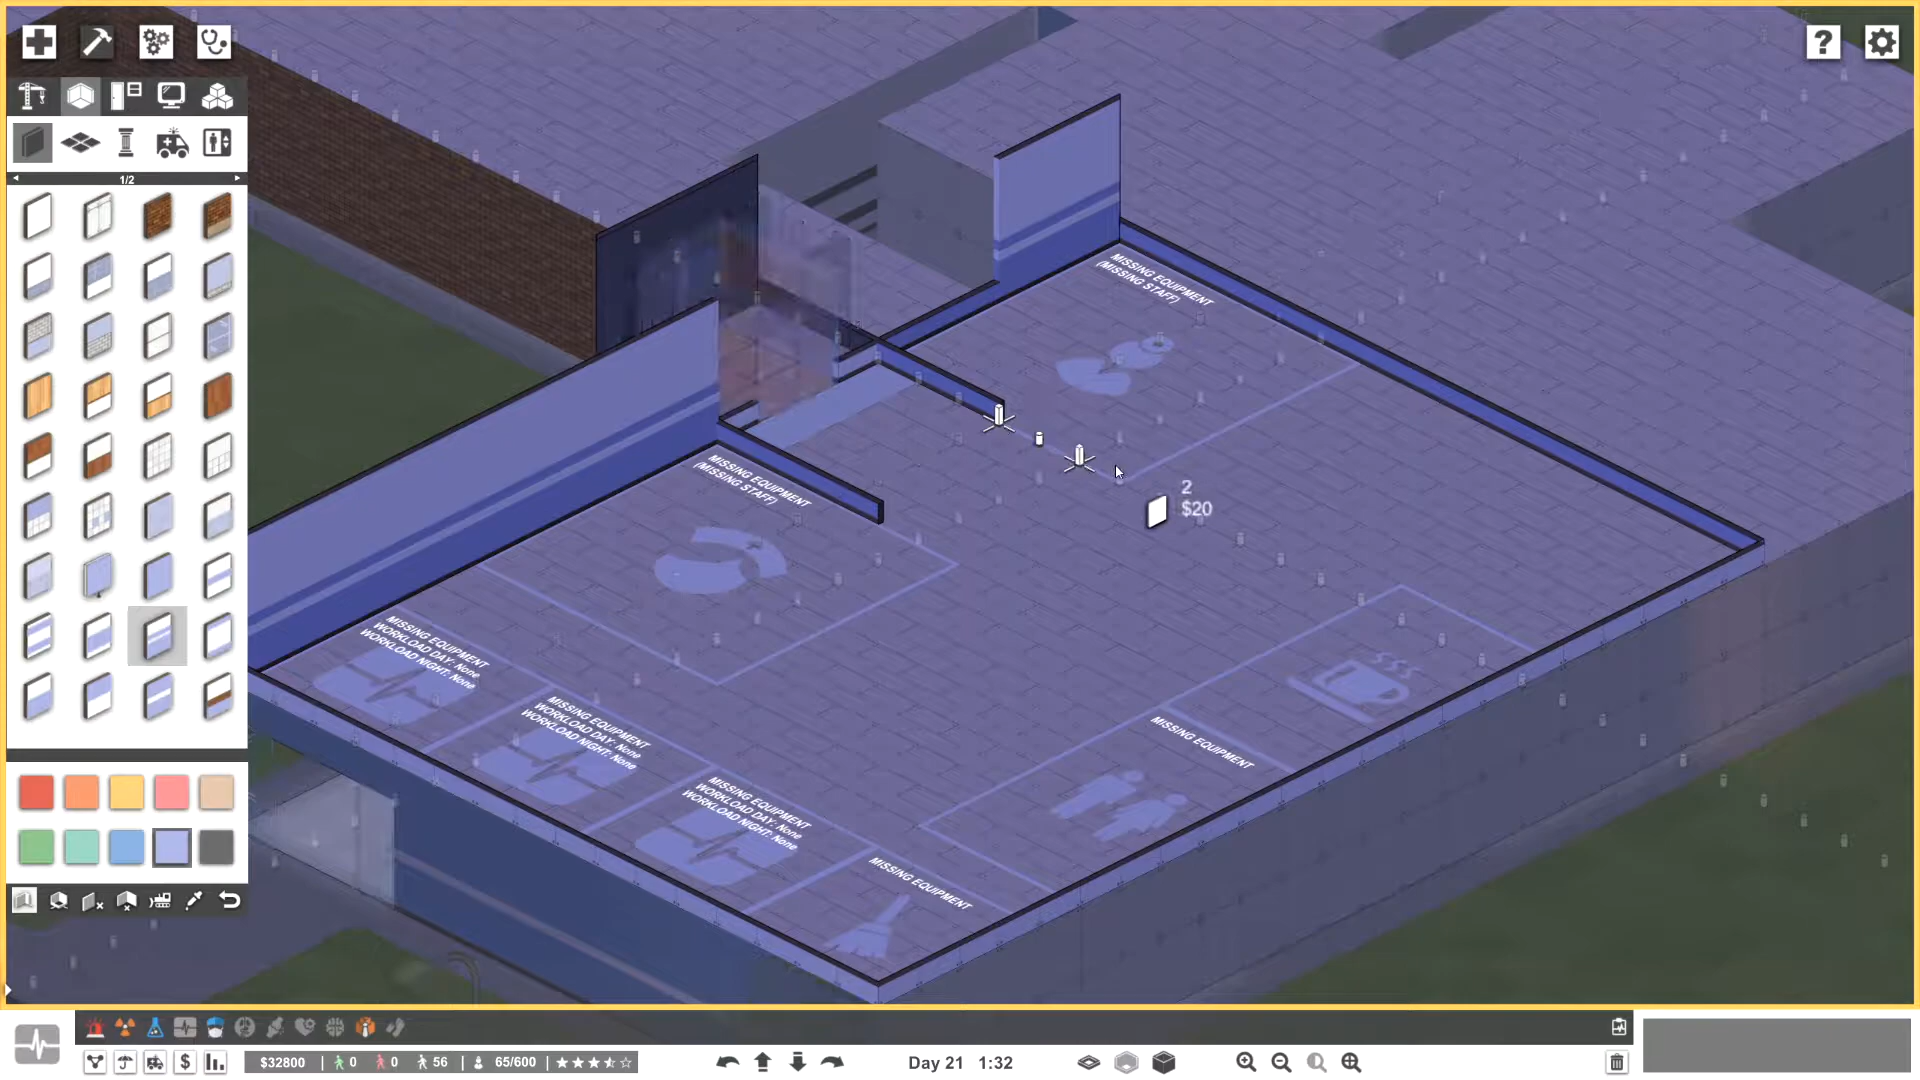 1/2
MISSING EQUIPMENT
(MISSING STAFF)
MISSING EQUIPMENT
(MISSING STAFF)
2
$20
MISSING EQUIPMENT
WORKLOAD DAY: None
WORKLOAD NIGHT: None
MISSING EQUIPMENT
WORKLOAD DAY: None
WORKLOAD NIGHT: None
MISSING EQUIPMENT
MISSING EQUIPMENT
WORKLOAD DAY: None
WORKLOAD NIGHT: None
MISSING EQUIPMENT
$32800
0
0
56
65/600
Day 21 1:32